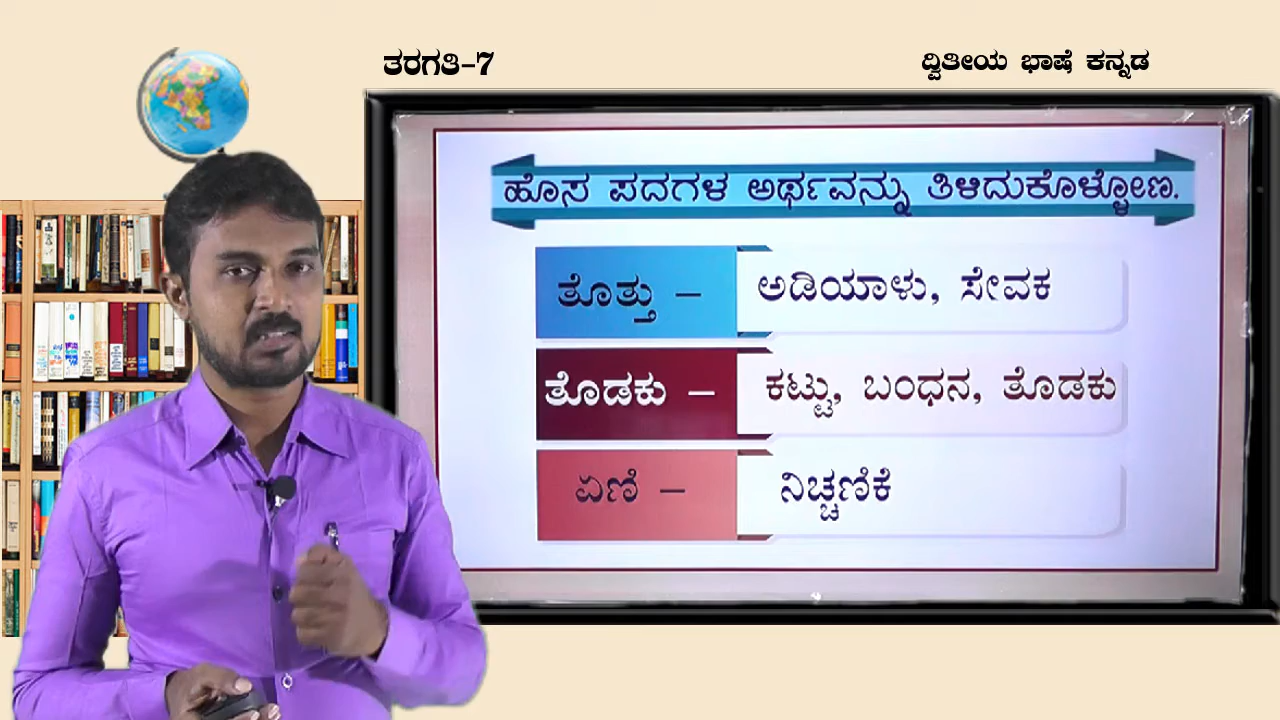 ತರಗತಿ-7
ದ್ವಿತೀಯ ಭಾಷೆ ಕನ್ನಡ
ಹೊಸ ಪದಗಳ ಅರ್ಥವನ್ನು ತಿಳಿದುಕೊಳ್ಳೋಣ.
ತೊತ್ತು – ಅಡಿಯಾಳು, ಸೇವಕ
ತೊಡಕು – ಕಟ್ಟು, ಬಂಧನ, ತೊಡಕು
ಏಣಿ – ನಿಚ್ಚಣಿಕೆ